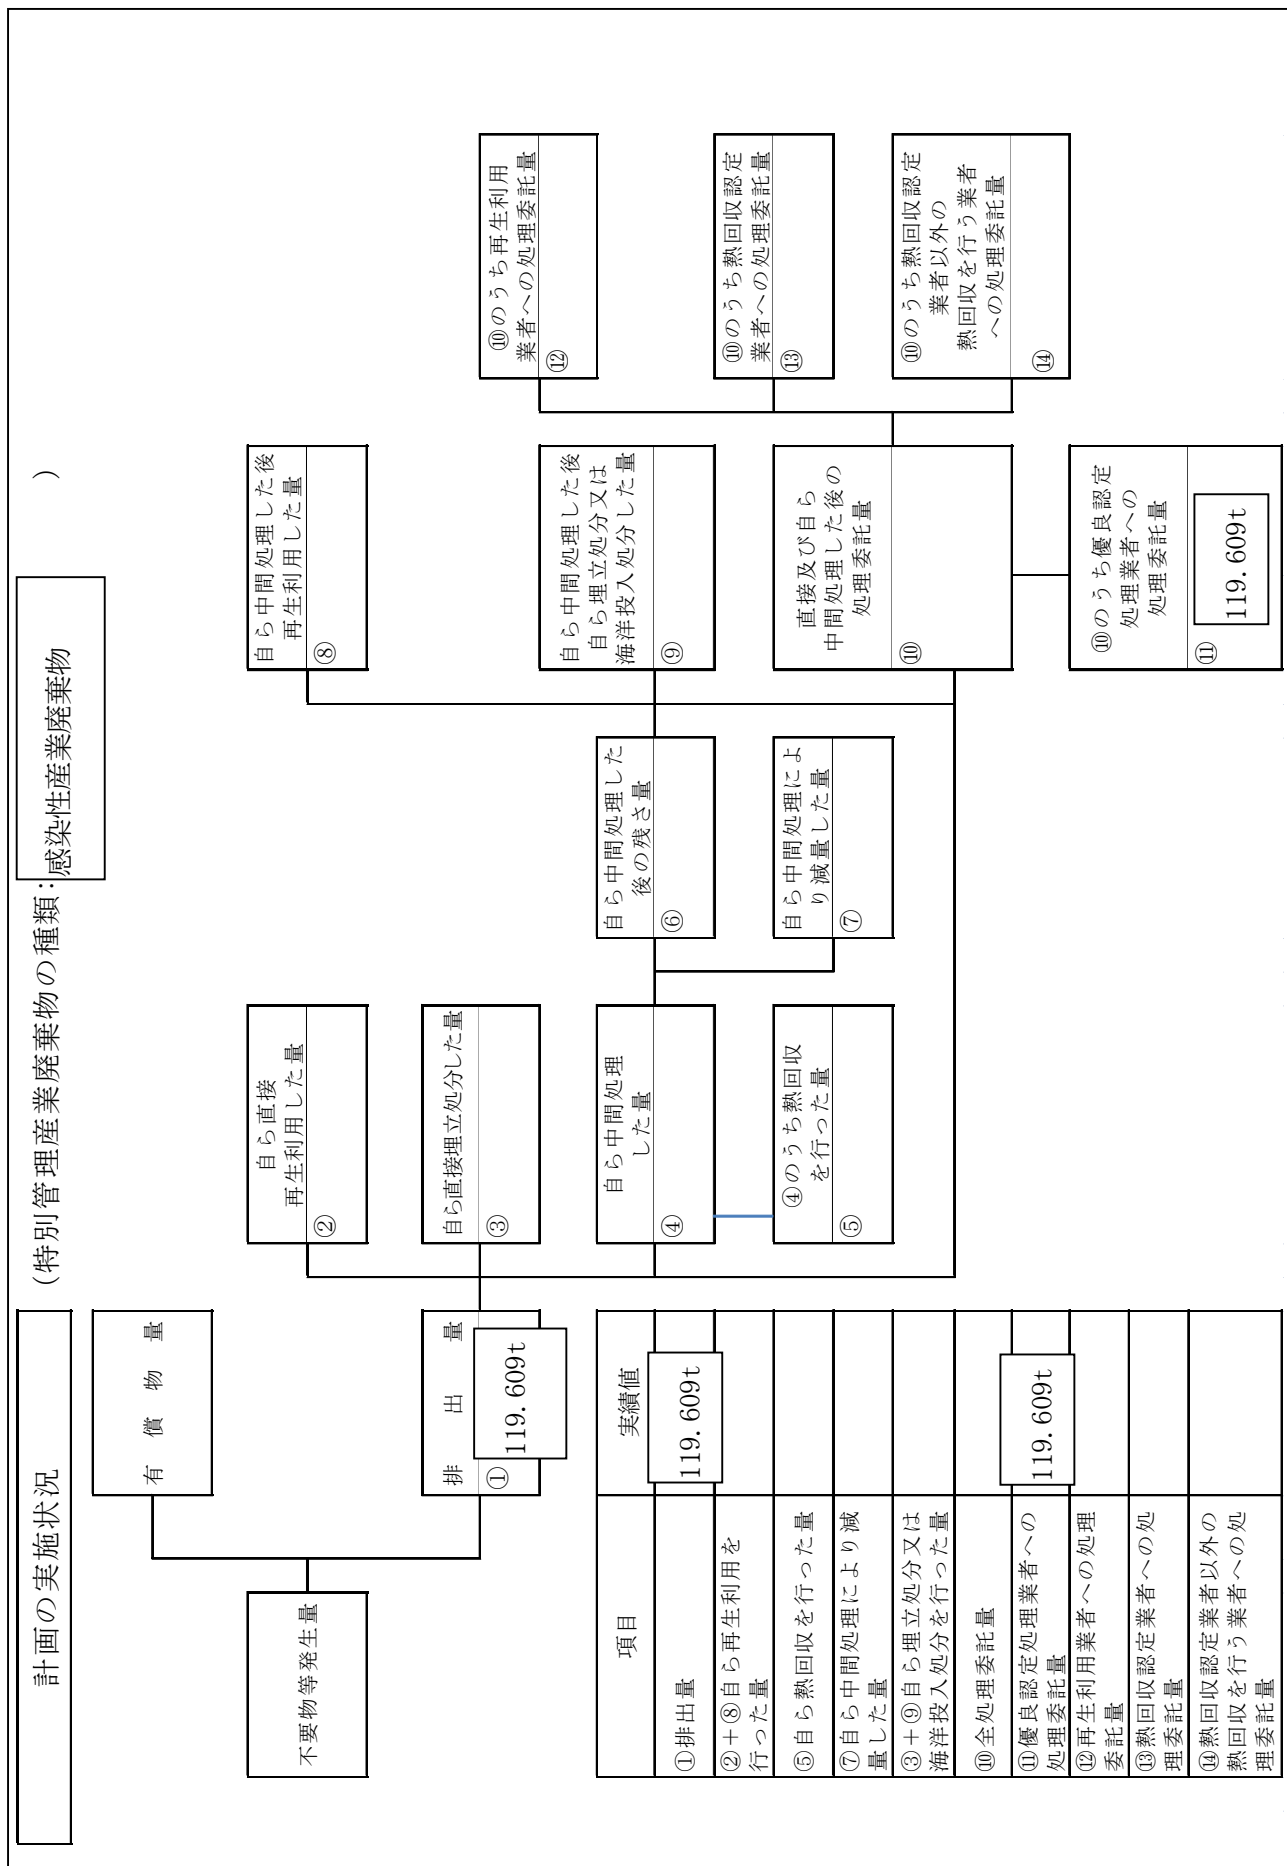 計画の実施状況
(特別管理産業廃棄物の種類：感染性産業廃棄物 )
有償物量
不要物等発生量
排出量
①
119.609t
自ら直接
再生利用した量
②
自ら直接埋立処分した量
③
自ら中間処理
した量
④
④のうち熱回収
を行った量
⑤
自ら中間処理した
後の残さ量
⑥
自ら中間処理によ
り減量した量
⑦
自ら中間処理した後
再生利用した量
⑧
自ら中間処理した後
自ら埋立処分又は
海洋投入処分した量
⑨
直接及び自ら
中間処理した後の
処理委託量
⑩
⑩のうち優良認定
処理業者への
処理委託量
⑪
119.609t
⑩のうち再生利用
業者への処理委託量
⑫
⑩のうち熱回収認定
業者への処理委託量
⑬
⑩のうち熱回収認定
業者以外の
熱回収を行う業者
への処理委託量
⑭
項目 実績値
①排出量 119.609t
②＋⑧自ら再生利用を
行った量
⑤自ら熱回収を行った量
⑦自ら中間処理により減
量した量
③＋⑨自ら埋立処分又は
海洋投入処分を行った量
⑩全処理委託量
⑪優良認定処理業者への
処理委託量 119.609t
⑫再生利用業者への処理
委託量
⑬熱回収認定業者への処
理委託量
⑭熱回収認定業者以外の
熱回収を行う業者への処
理委託量